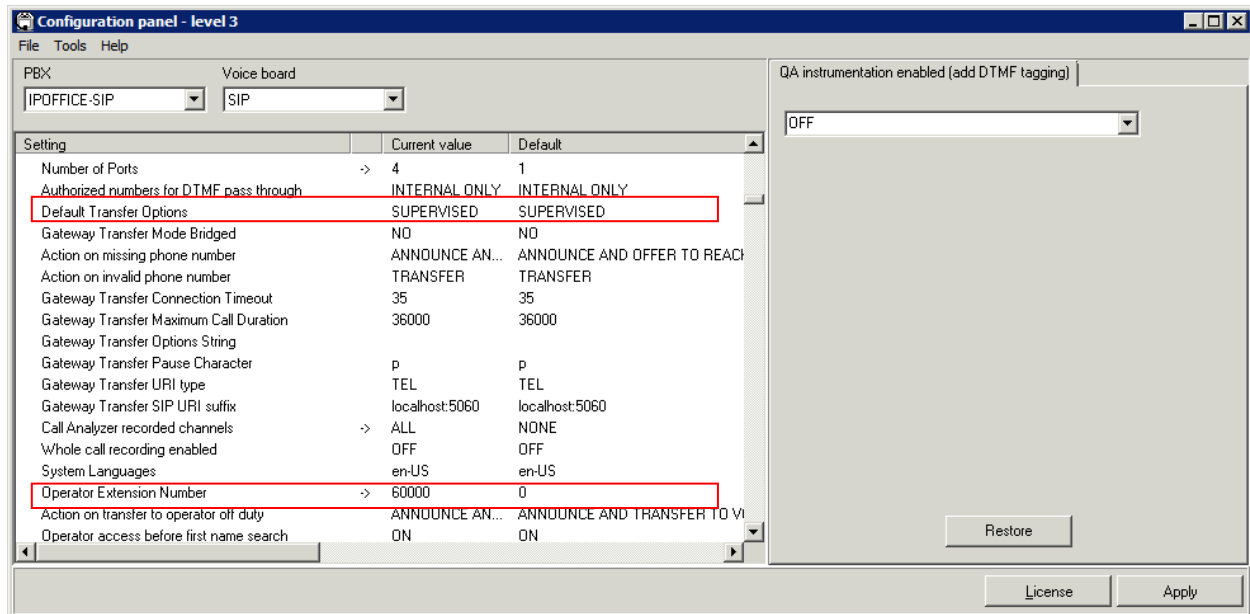 Configuration panel - level 3
File Tools Help
PBX Voice board
IPOFFICE-SIP SIP
QA instrumentation enabled (add DTMF tagging)
OFF
Setting Current value Default
Number of Ports -> 4 1
Authorized numbers for DTMF pass through INTERNAL ONLY INTERNAL ONLY
Default Transfer Options SUPERVISED SUPERVISED
Gateway Transfer Mode Bridged NO NO
Action on missing phone number ANNOUNCE AN... ANNOUNCE AND OFFER TO REACH
Action on invalid phone number TRANSFER TRANSFER
Gateway Transfer Connection Timeout 35 35
Gateway Transfer Maximum Call Duration 36000 36000
Gateway Transfer Options String
Gateway Transfer Pause Character p p
Gateway Transfer URI type TEL TEL
Gateway Transfer SIP URI suffix localhost:5060 localhost:5060
Call Analyzer recorded channels -> ALL NONE
Whole call recording enabled OFF OFF
System Languages en-US en-US
Operator Extension Number -> 60000 0
Action on transfer to operator off duty ANNOUNCE AN... ANNOUNCE AND TRANSFER TO
Operator access before first name search ON ON
Restore
License Apply